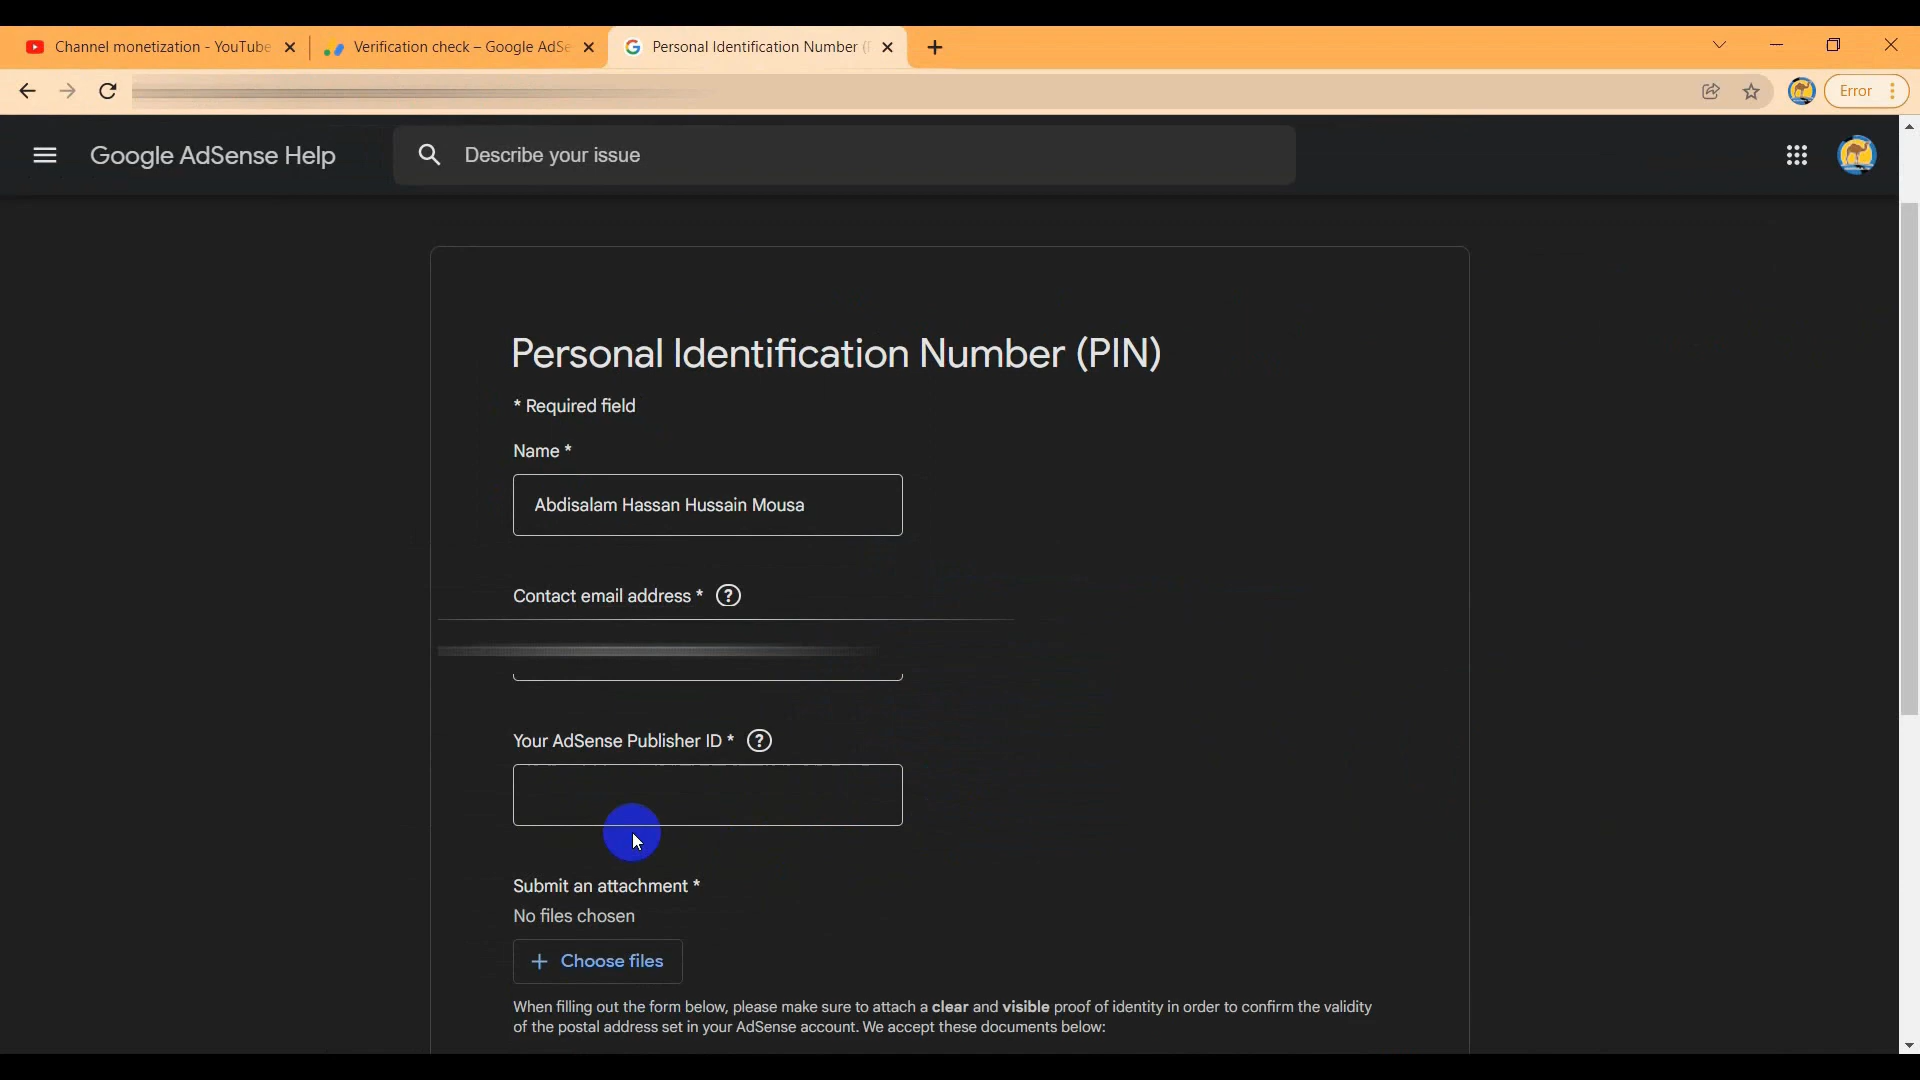 Channel monetization - YouTube
Verification check – Google AdSe
Personal Identification Number (
Error
Google AdSense Help
Describe your issue
Personal Identification Number (PIN)
* Required field
Name *
Abdisalam Hassan Hussain Mousa
Contact email address * ?
Your AdSense Publisher ID * ?
Submit an attachment *
No files chosen
+ Choose files
When filling out the form below, please make sure to attach a clear and visible proof of identity in order to confirm the validity
of the postal address set in your AdSense account. We accept these documents below: